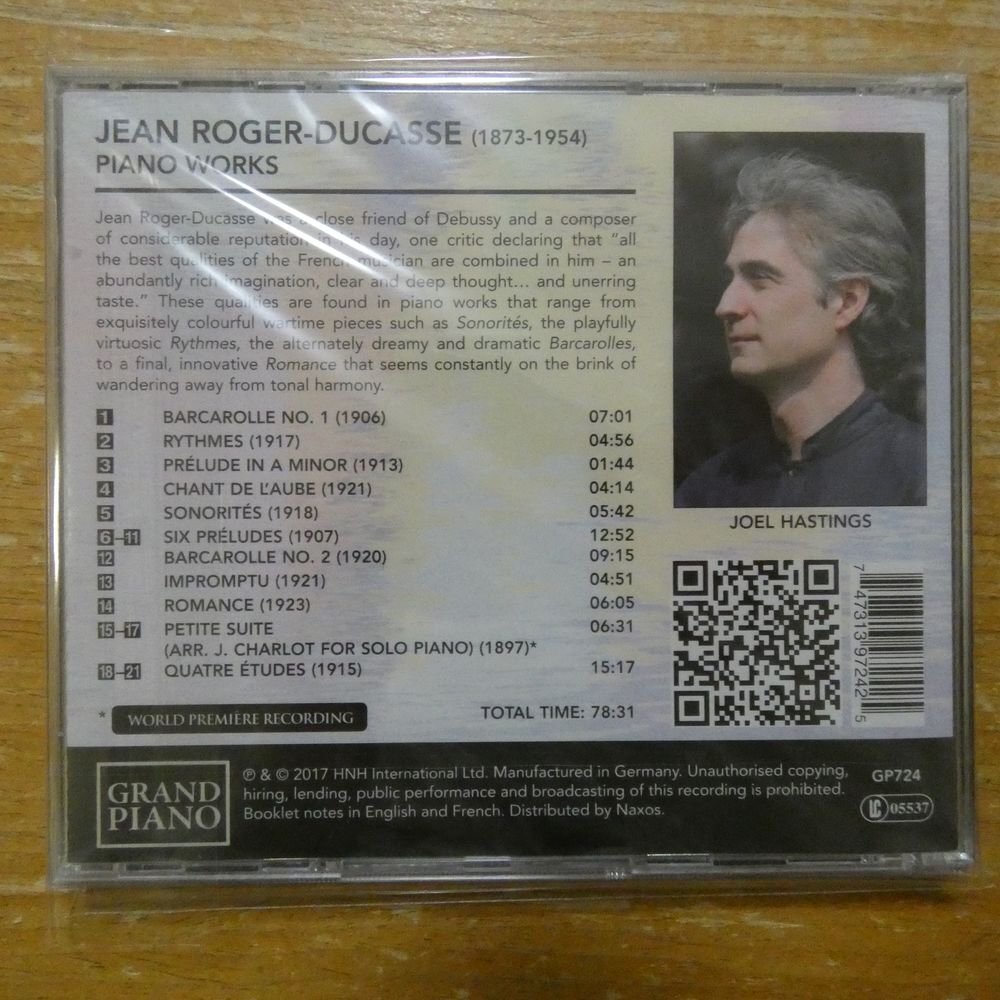 JEAN ROGER-DUCASSE (1873-1954)
PIANO WORKS
Jean Roger-Ducasse was a close friend of Debussy and a composer
of considerable reputation in his day, one critic declaring that “all
the best qualities of the French musician are combined in him – an
abundantly rich imagination, clear and deep thought… and unerring
taste.” These qualities are found in piano works that range from
exquisitely colourful wartime pieces such as Sonorités, the playfully
virtuosic Rythmes, the alternately dreamy and dramatic Barcarolles,
to a final, innovative Romance that seems constantly on the brink of
wandering away from tonal harmony.
1 BARCAROLLE NO. 1 (1906) 07:01
2 RYTHMES (1917) 04:56
3 PRÉLUDE IN A MINOR (1913) 01:44
4 CHANT DE L’AUBE (1921) 04:14
5 SONORITÉS (1918) 05:42
6–11 SIX PRÉLUDES (1907) 12:52
12 BARCAROLLE NO. 2 (1920) 09:15
13 IMPROMPTU (1921) 04:51
14 ROMANCE (1923) 06:05
15–17 PETITE SUITE 06:31
(ARR. J. CHARLOT FOR SOLO PIANO) (1897)*
18–21 QUATRE ÉTUDES (1915) 15:17
* WORLD PREMIÈRE RECORDING
TOTAL TIME: 78:31
JOEL HASTINGS
7 47313 97242 5
GRAND
PIANO
℗ & © 2017 HNH International Ltd. Manufactured in Germany. Unauthorised copying,
hiring, lending, public performance and broadcasting of this recording is prohibited.
Booklet notes in English and French. Distributed by Naxos.
GP724
LC 05537